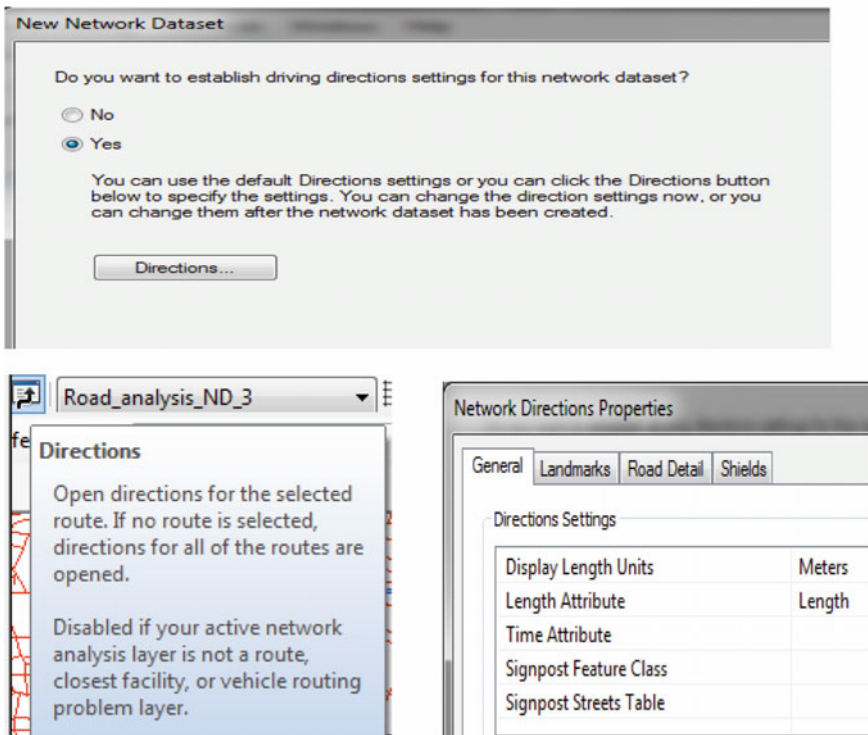 New Network Dataset
Do you want to establish driving directions settings for this network dataset?
No
Yes
You can use the default Directions settings or you can click the Directions button
below to specify the settings. You can change the direction settings now, or you
can change them after the network dataset has been created.
Directions...
Road_analysis_ND_3
fe
Directions
Open directions for the selected
route. If no route is selected,
directions for all of the routes are
opened.
Disabled if your active network
analysis layer is not a route,
closest facility, or vehicle routing
problem layer.
Network Directions Properties
General Landmarks Road Detail Shields
Directions Settings
Display Length Units Meters
Length Attribute Length
Time Attribute
Signpost Feature Class
Signpost Streets Table